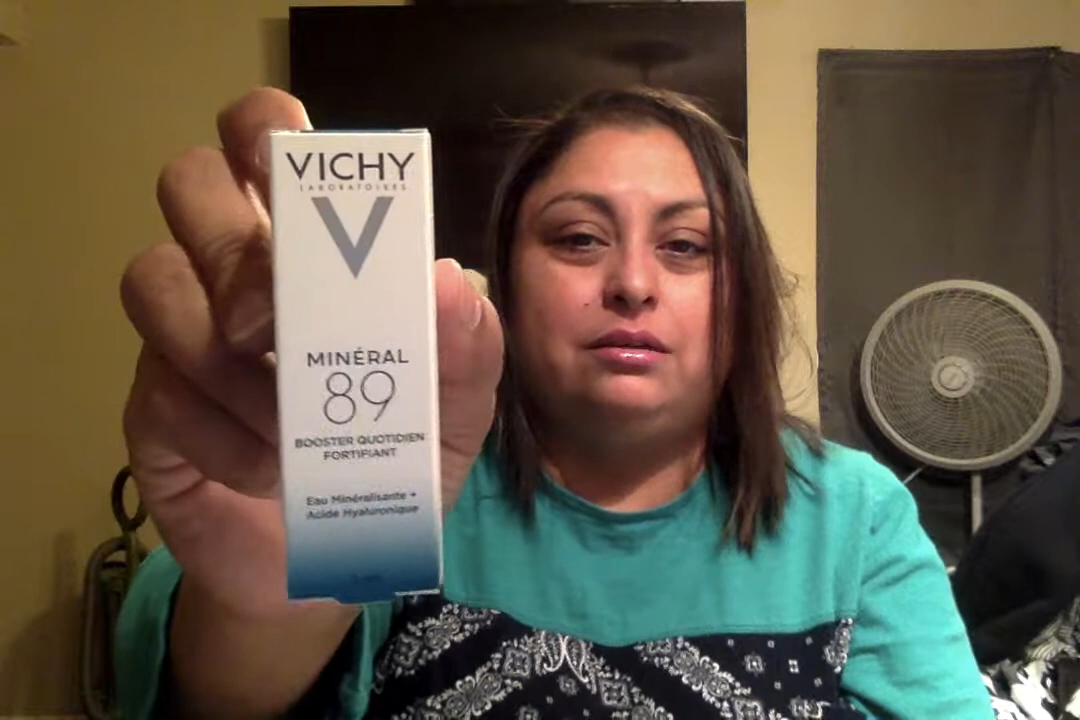 VICHY
LABORATOIRES
MINÉRAL
89
BOOSTER QUOTIDIEN
FORTIFIANT
Eau Minéralisante +
Acide Hyaluronique